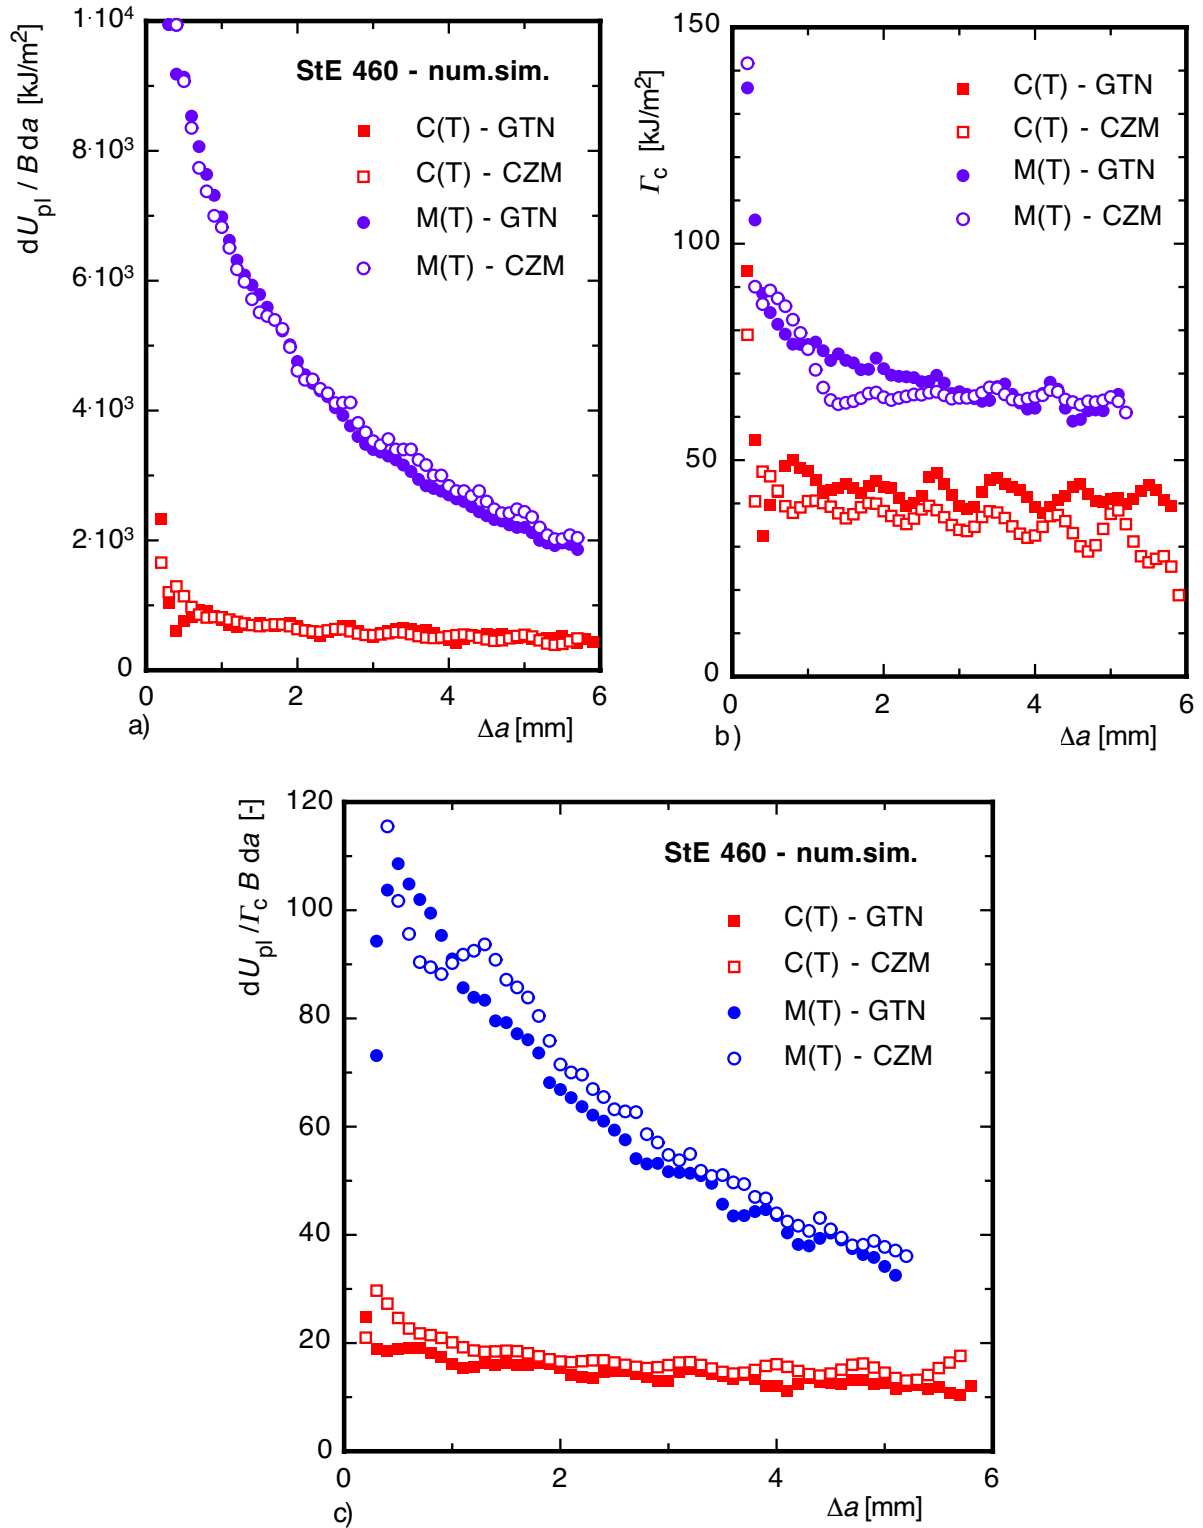 1·10⁴
8·10³
6·10³
4·10³
2·10³
0
dU_pl / B da [kJ/m²]
StE 460 - num.sim.
C(T) - GTN
C(T) - CZM
M(T) - GTN
M(T) - CZM
0 2 4 6
a) Δa [mm]
150
100
50
0
Γ_c [kJ/m²]
C(T) - GTN
C(T) - CZM
M(T) - GTN
M(T) - CZM
0 2 4 6
b) Δa [mm]
120
100
80
60
40
20
0
dU_pl / Γ_c B da [-]
StE 460 - num.sim.
C(T) - GTN
C(T) - CZM
M(T) - GTN
M(T) - CZM
0 2 4 6
c) Δa [mm]